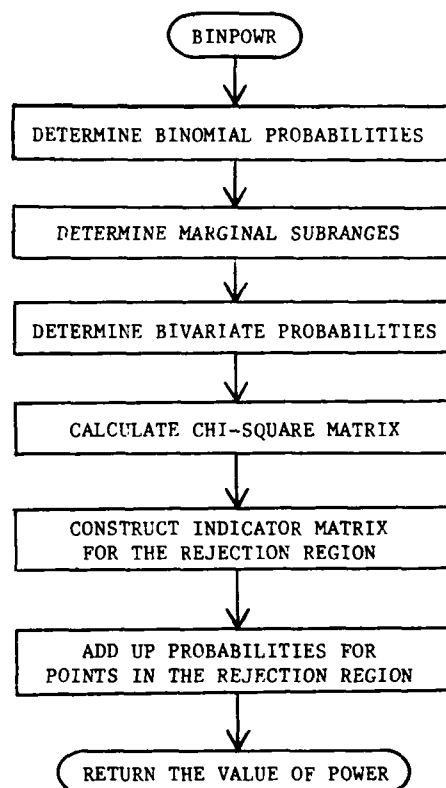 BINPOWR
DETERMINE BINOMIAL PROBABILITIES
DETERMINE MARGINAL SUBRANGES
DETERMINE BIVARIATE PROBABILITIES
CALCULATE CHI-SQUARE MATRIX
CONSTRUCT INDICATOR MATRIX
FOR THE REJECTION REGION
ADD UP PROBABILITIES FOR
POINTS IN THE REJECTION REGION
RETURN THE VALUE OF POWER